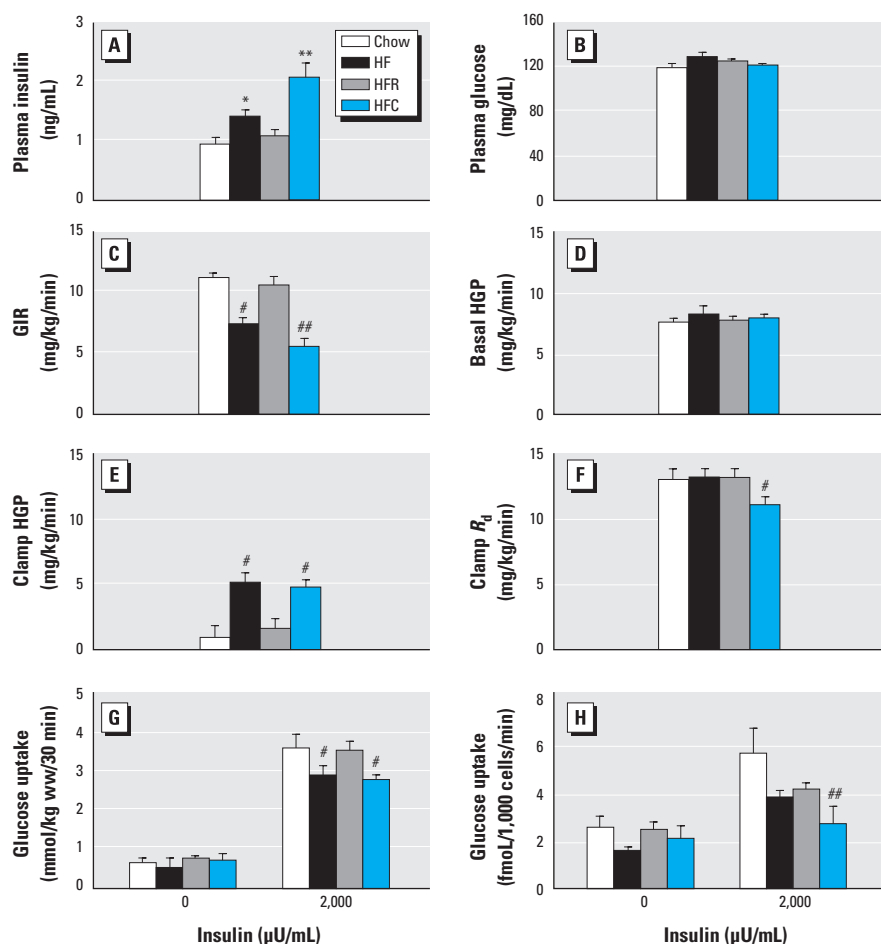 A
Plasma insulin
(ng/mL)
3
2
1
0
*
**
Chow
HF
HFR
HFC
B
Plasma glucose
(mg/dL)
160
120
80
40
0
C
GIR
(mg/kg/min)
15
10
5
0
#
##
D
Basal HGP
(mg/kg/min)
15
10
5
0
E
Clamp HGP
(mg/kg/min)
15
10
5
0
#
#
F
Clamp Rd
(mg/kg/min)
15
10
5
0
#
G
Glucose uptake
(mmol/kg ww/30 min)
5
4
3
2
1
0
#
#
0
2,000
Insulin (µU/mL)
H
Glucose uptake
(fmoL/1,000 cells/min)
8
6
4
2
0
##
0
2,000
Insulin (µU/mL)